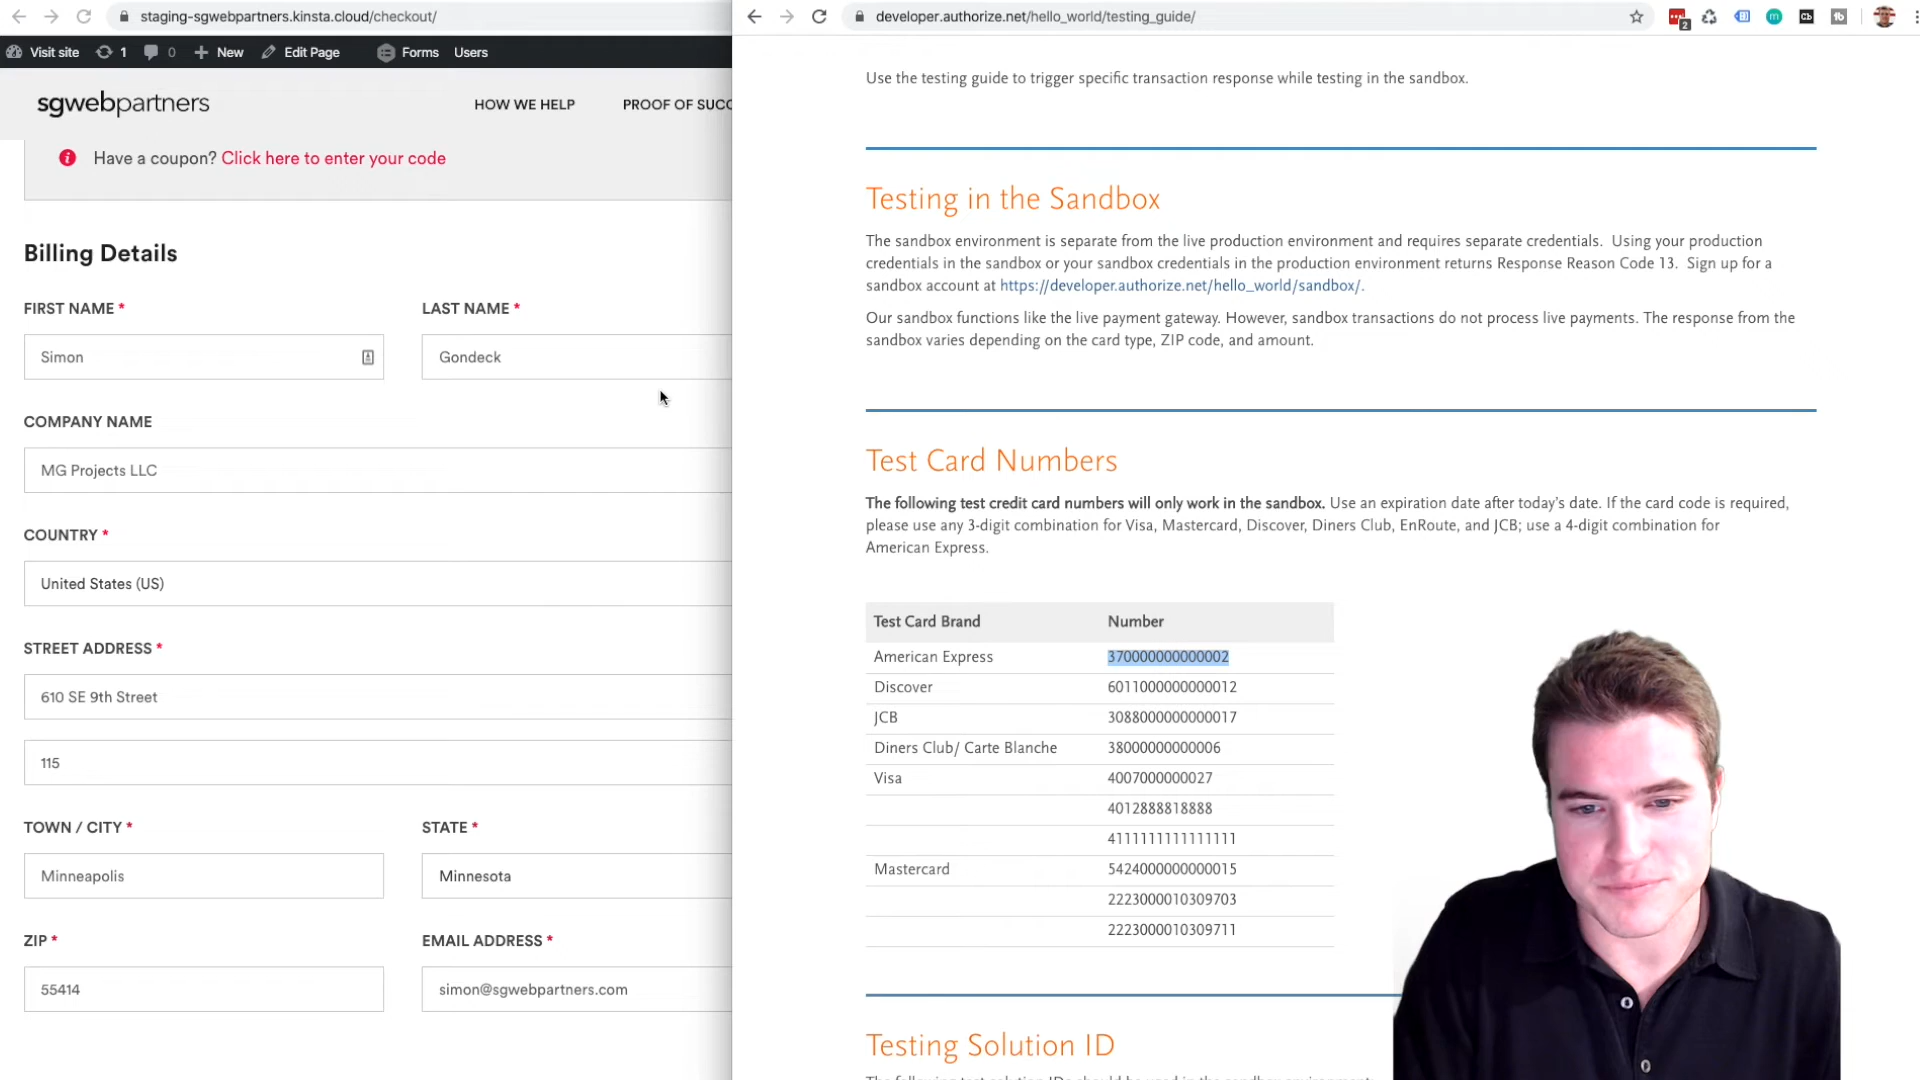 staging-sgwebpartners.kinsta.cloud/checkout/
Visit site 1 0 New Edit Page Forms Users
sgwebpartners
HOW WE HELP PROOF OF SUCC
Have a coupon? Click here to enter your code
Billing Details
FIRST NAME * LAST NAME *
Simon Gondeck
COMPANY NAME
MG Projects LLC
COUNTRY *
United States (US)
STREET ADDRESS *
610 SE 9th Street
115
TOWN / CITY * STATE *
Minneapolis Minnesota
ZIP * EMAIL ADDRESS *
55414 simon@sgwebpartners.com
developer.authorize.net/hello_world/testing_guide/
2
m
Cb
Use the testing guide to trigger specific transaction response while testing in the sandbox.
Testing in the Sandbox
The sandbox environment is separate from the live production environment and requires separate credentials. Using your production
credentials in the sandbox or your sandbox credentials in the production environment returns Response Reason Code 13. Sign up for a
sandbox account at https://developer.authorize.net/hello_world/sandbox/.
Our sandbox functions like the live payment gateway. However, sandbox transactions do not process live payments. The response from the
sandbox varies depending on the card type, ZIP code, and amount.
Test Card Numbers
The following test credit card numbers will only work in the sandbox. Use an expiration date after today's date. If the card code is required,
please use any 3-digit combination for Visa, Mastercard, Discover, Diners Club, EnRoute, and JCB; use a 4-digit combination for
American Express.
Test Card Brand Number
American Express 370000000000002
Discover 6011000000000012
JCB 3088000000000017
Diners Club/ Carte Blanche 38000000000006
Visa 4007000000027
4012888818888
4111111111111111
Mastercard 5424000000000015
2223000010309703
2223000010309711
Testing Solution ID